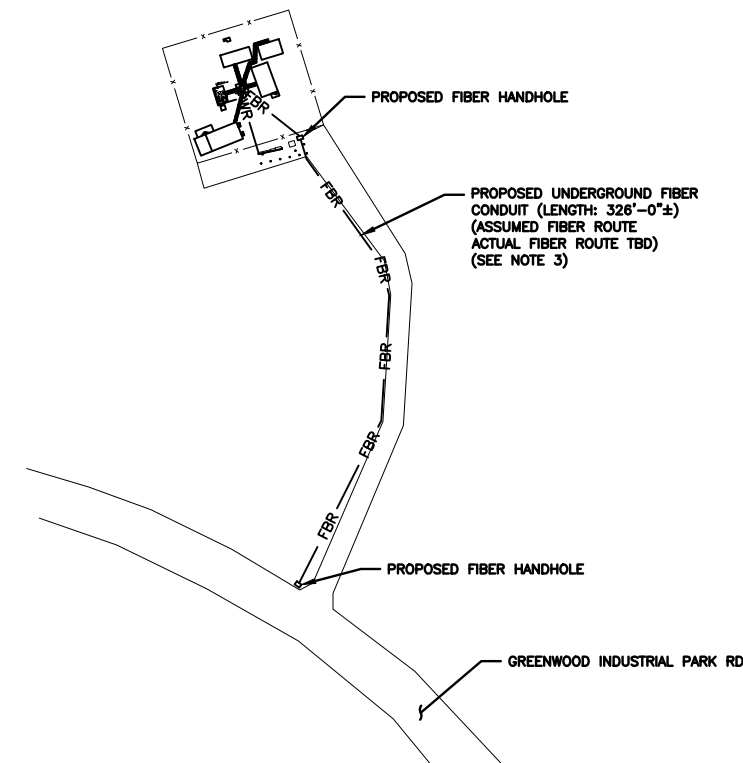 PROPOSED FIBER HANDHOLE
FBR
PROPOSED UNDERGROUND FIBER
CONDUIT (LENGTH: 326'-0"±)
(ASSUMED FIBER ROUTE
ACTUAL FIBER ROUTE TBD)
(SEE NOTE 3)
FBR
FBR
FBR
FBR
FBR
PROPOSED FIBER HANDHOLE
GREENWOOD INDUSTRIAL PARK RD